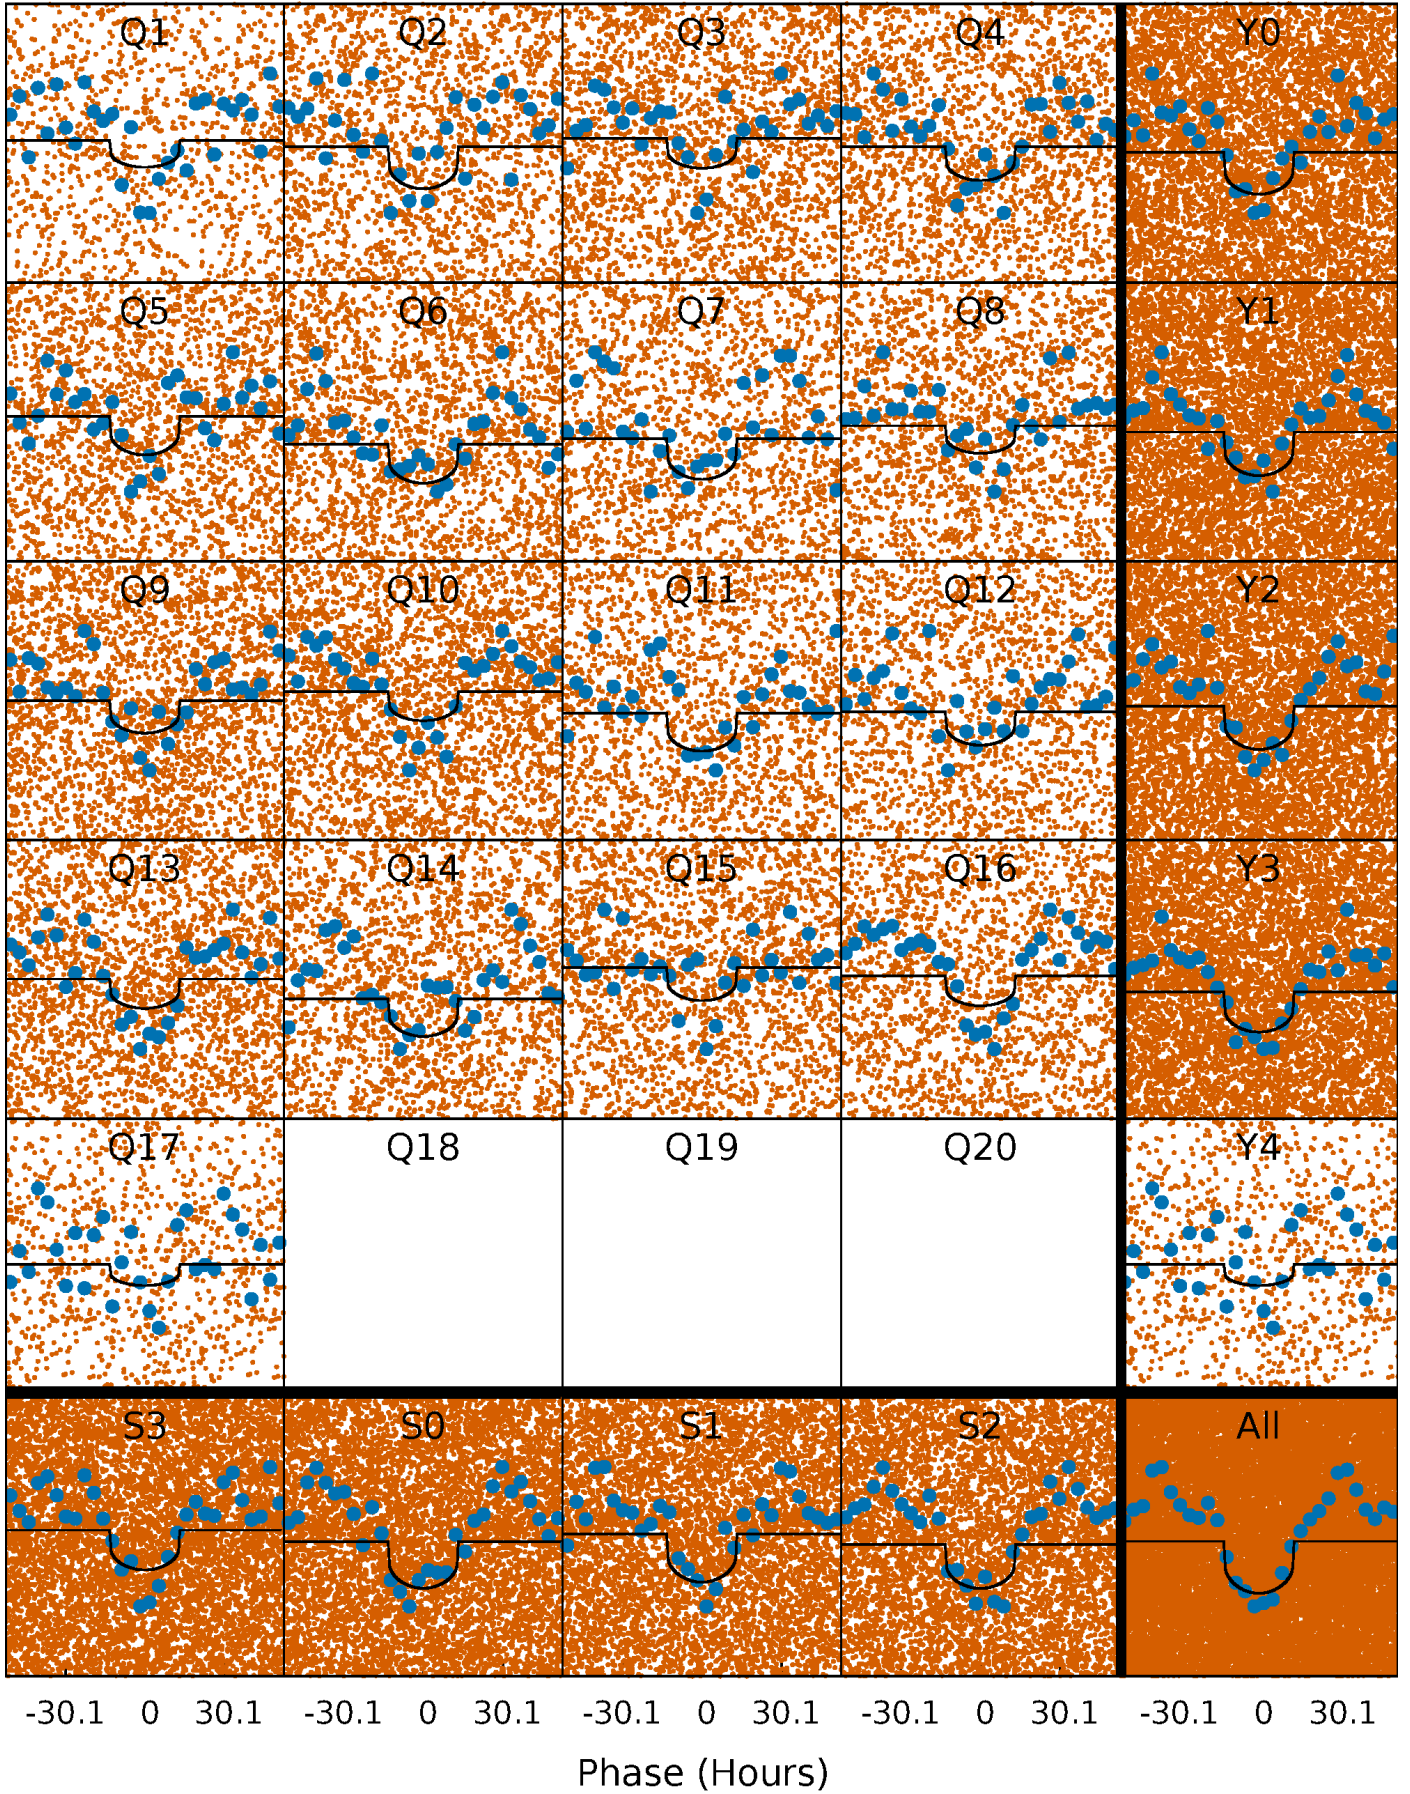 Q1 Q2 Q3 Q4 Y0
Q5 Q6 Q7 Q8 Y1
Q9 Q10 Q11 Q12 Y2
Q13 Q14 Q15 Q16 Y3
Q17 Q18 Q19 Q20 Y4
S3 S0 S1 S2 All
-30.1 0 30.1 -30.1 0 30.1 -30.1 0 30.1 -30.1 0 30.1 -30.1 0 30.1
Phase (Hours)